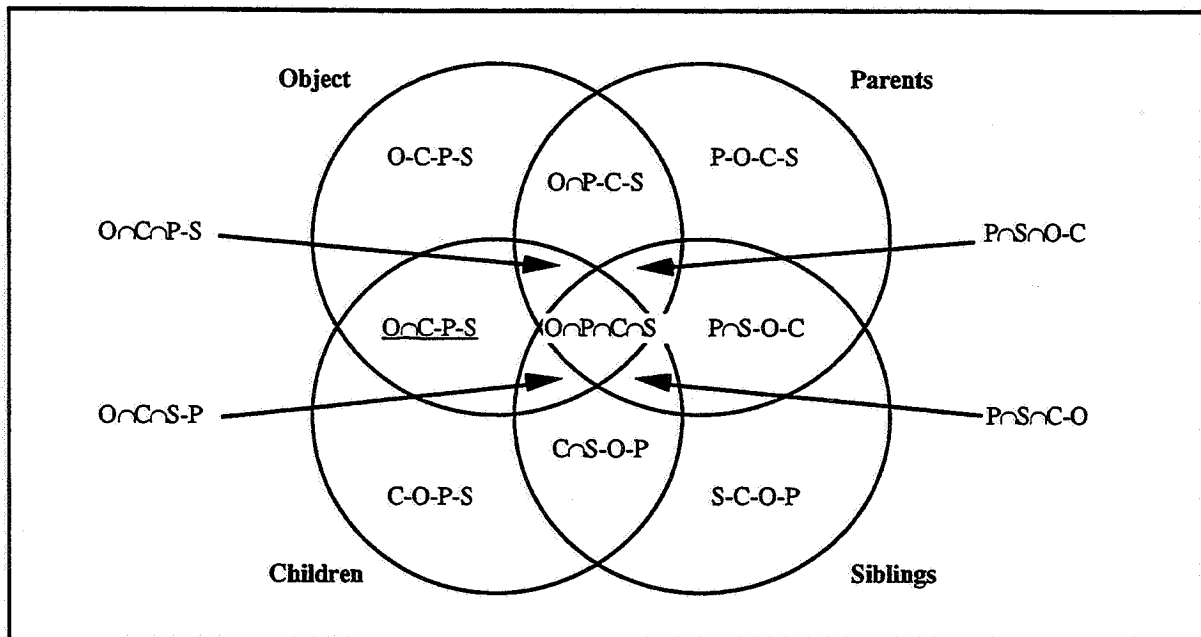 Object
Parents
O-C-P-S
O∩P-C-S
P-O-C-S
O∩C∩P-S
P∩S∩O-C
O∩C-P-S
O∩P∩C∩S
P∩S-O-C
O∩C∩S-P
P∩S∩C-O
C∩S-O-P
C-O-P-S
S-C-O-P
Children
Siblings